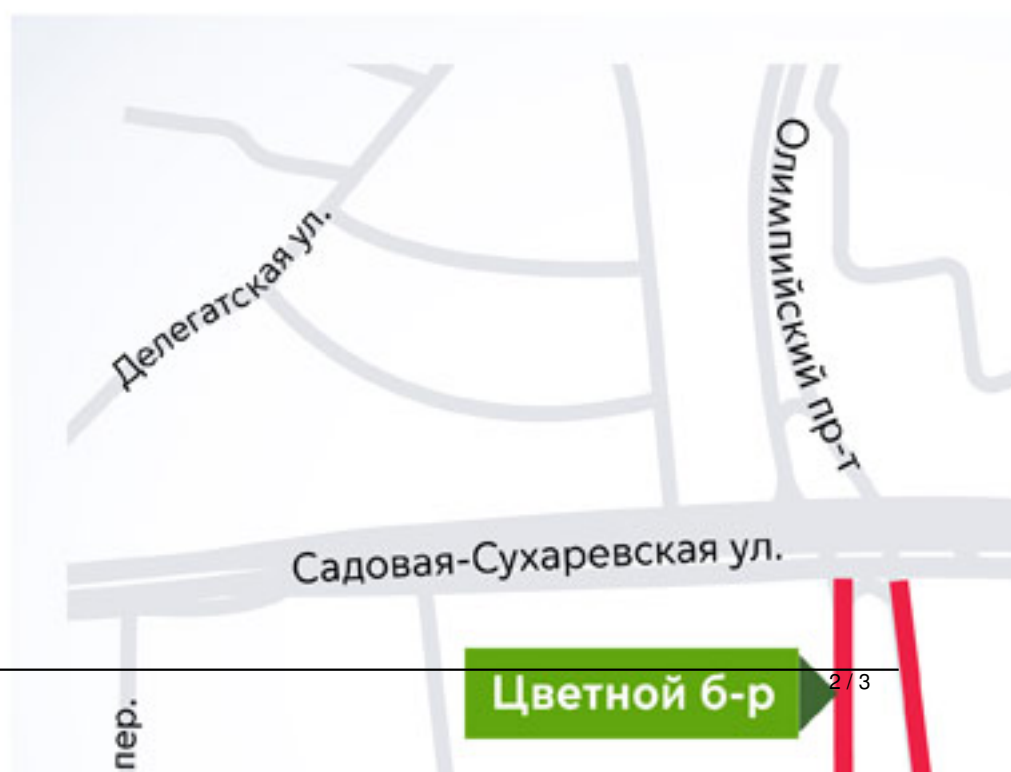 Олимпийский пр-т
Делегатская ул.
Садовая-Сухаревская ул.
Цветной б-р
2 / 3
пер.